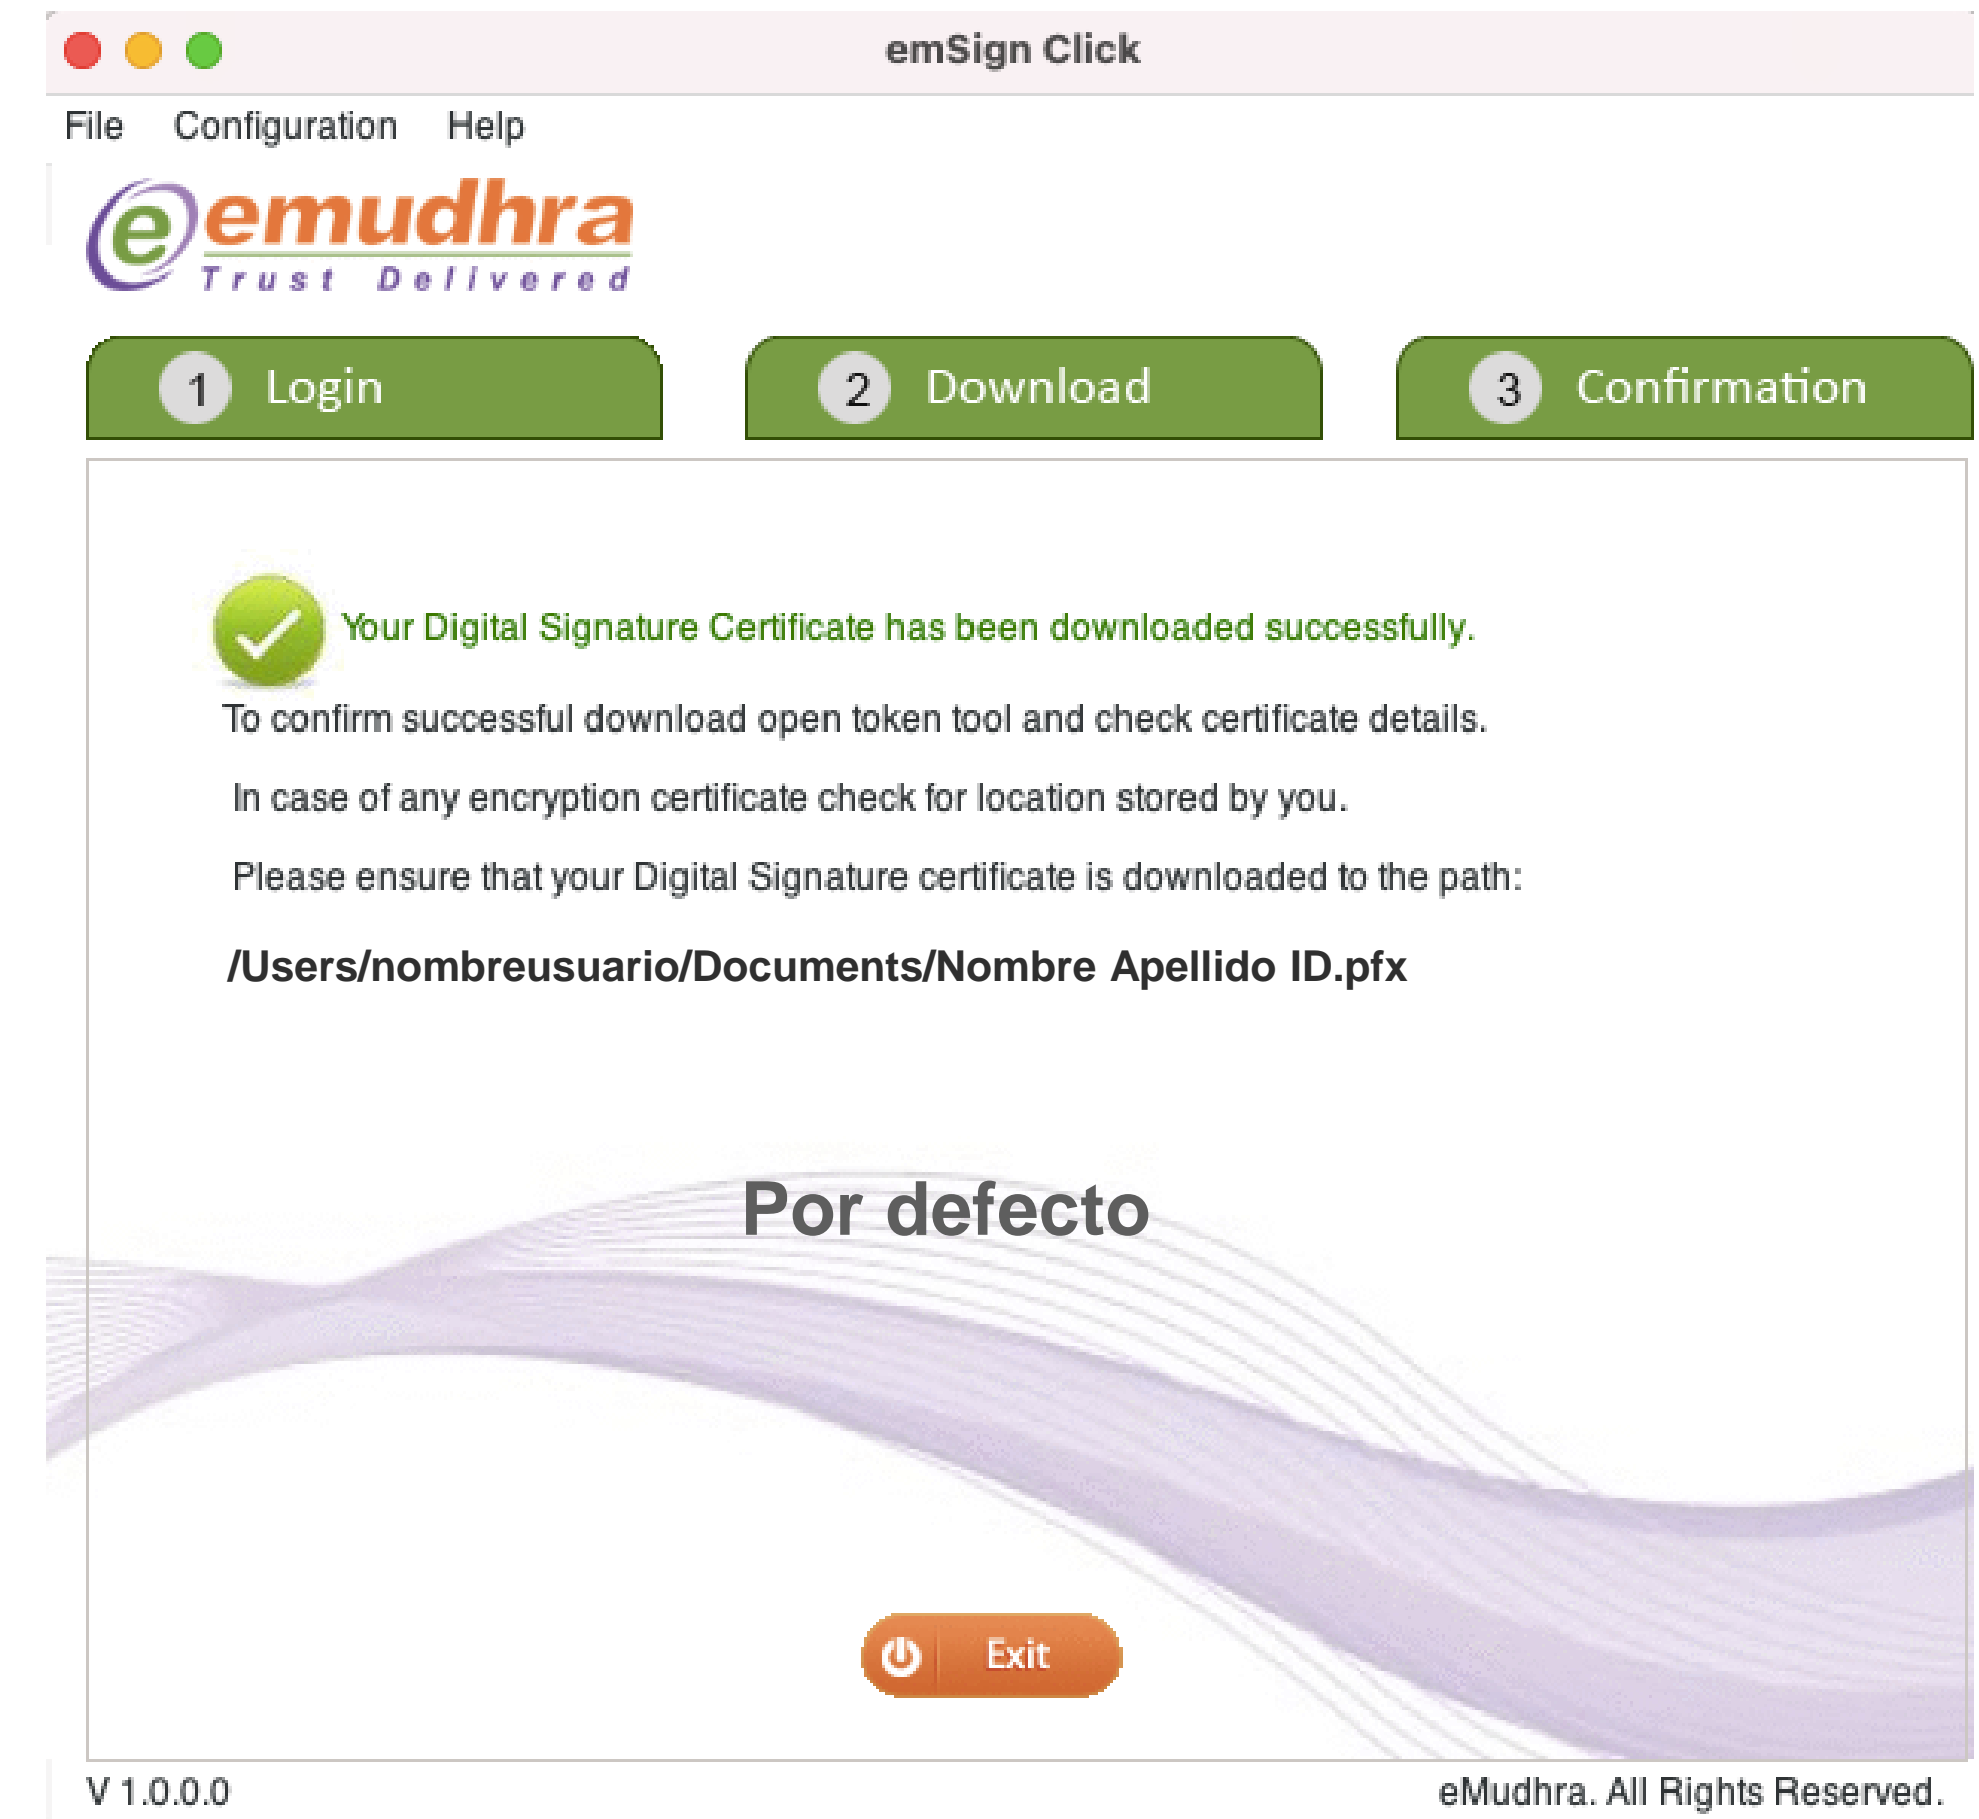 emSign Click
File Configuration Help
e emudhra
Trust Delivered
1 Login 2 Download 3 Confirmation
Your Digital Signature Certificate has been downloaded successfully.
To confirm successful download open token tool and check certificate details.
In case of any encryption certificate check for location stored by you.
Please ensure that your Digital Signature certificate is downloaded to the path:
/Users/nombreusuario/Documents/Nombre Apellido ID.pfx
Por defecto
Exit
V 1.0.0.0 eMudhra. All Rights Reserved.